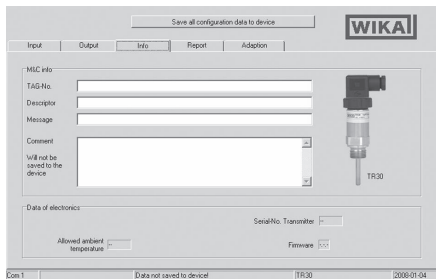 Save all configuration data to device
WIKA
Input Output Info Report Adaption
M&C info
TAG-No.
Descriptor
Message
Comment
Will not be
saved to the
device
TR30
Data of electronics
Serial-No. Transmitter -
Allowed ambient
temperature -
Firmware -.-.-
Com 1 Data not saved to device! TR30 2008-01-04